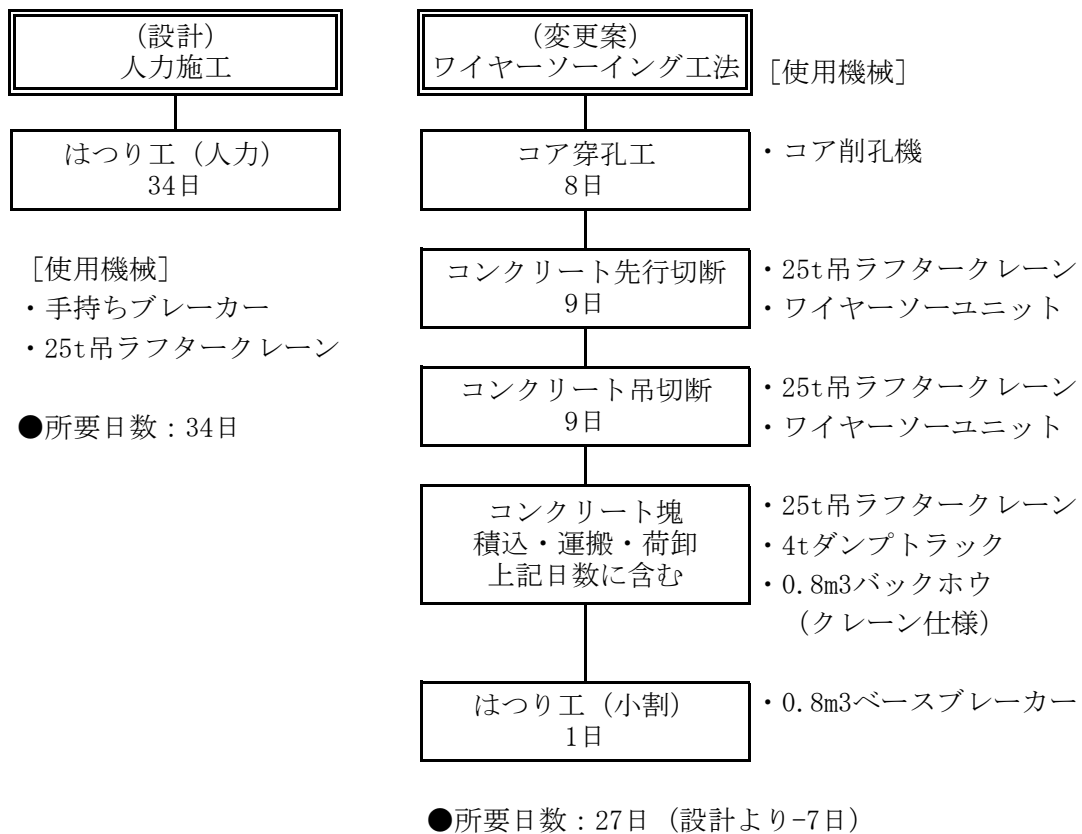 (設計)
人力施工
はつり工（人力）
34日
［使用機械］
・手持ちブレーカー
・25t吊ラフタークレーン
●所要日数：34日
(変更案)
ワイヤーソーイング工法
［使用機械］
コア穿孔工
8日
・コア削孔機
コンクリート先行切断
9日
・25t吊ラフタークレーン
・ワイヤーソーユニット
コンクリート吊切断
9日
・25t吊ラフタークレーン
・ワイヤーソーユニット
コンクリート塊
積込・運搬・荷卸
上記日数に含む
・25t吊ラフタークレーン
・4tダンプトラック
・0.8m3バックホウ
（クレーン仕様）
はつり工（小割）
1日
・0.8m3ベースブレーカー
●所要日数：27日（設計より-7日）